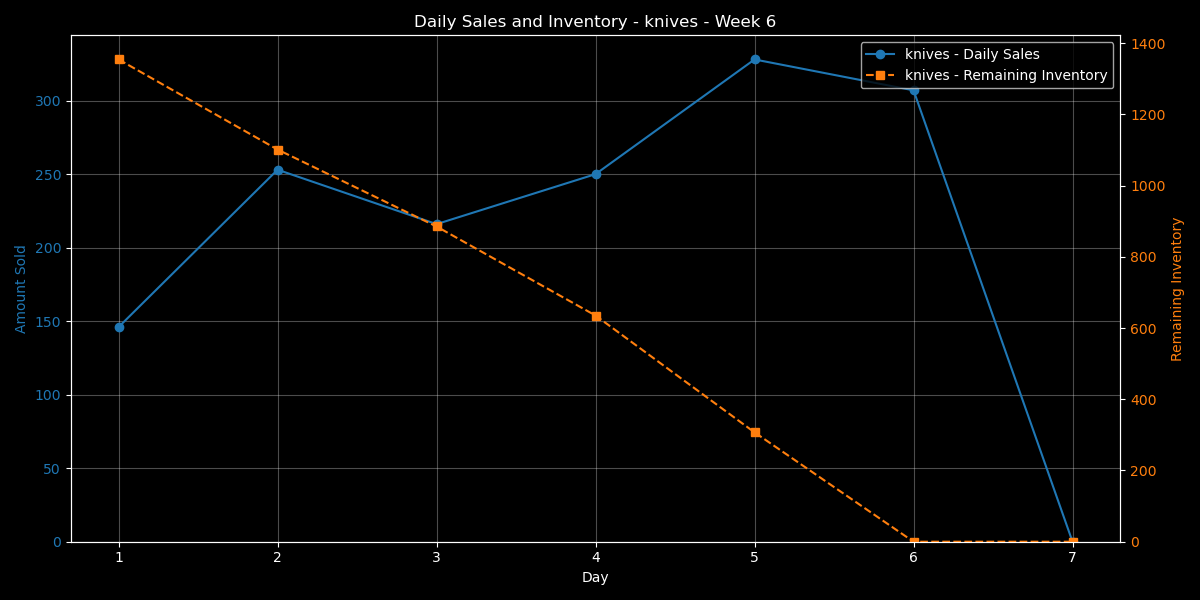 Daily Sales and Inventory - knives - Week 6
knives - Daily Sales
knives - Remaining Inventory
Amount Sold
300
250
200
150
100
50
0
1400
1200
1000
800
600
400
200
0
Remaining Inventory
1 2 3 4 5 6 7
Day